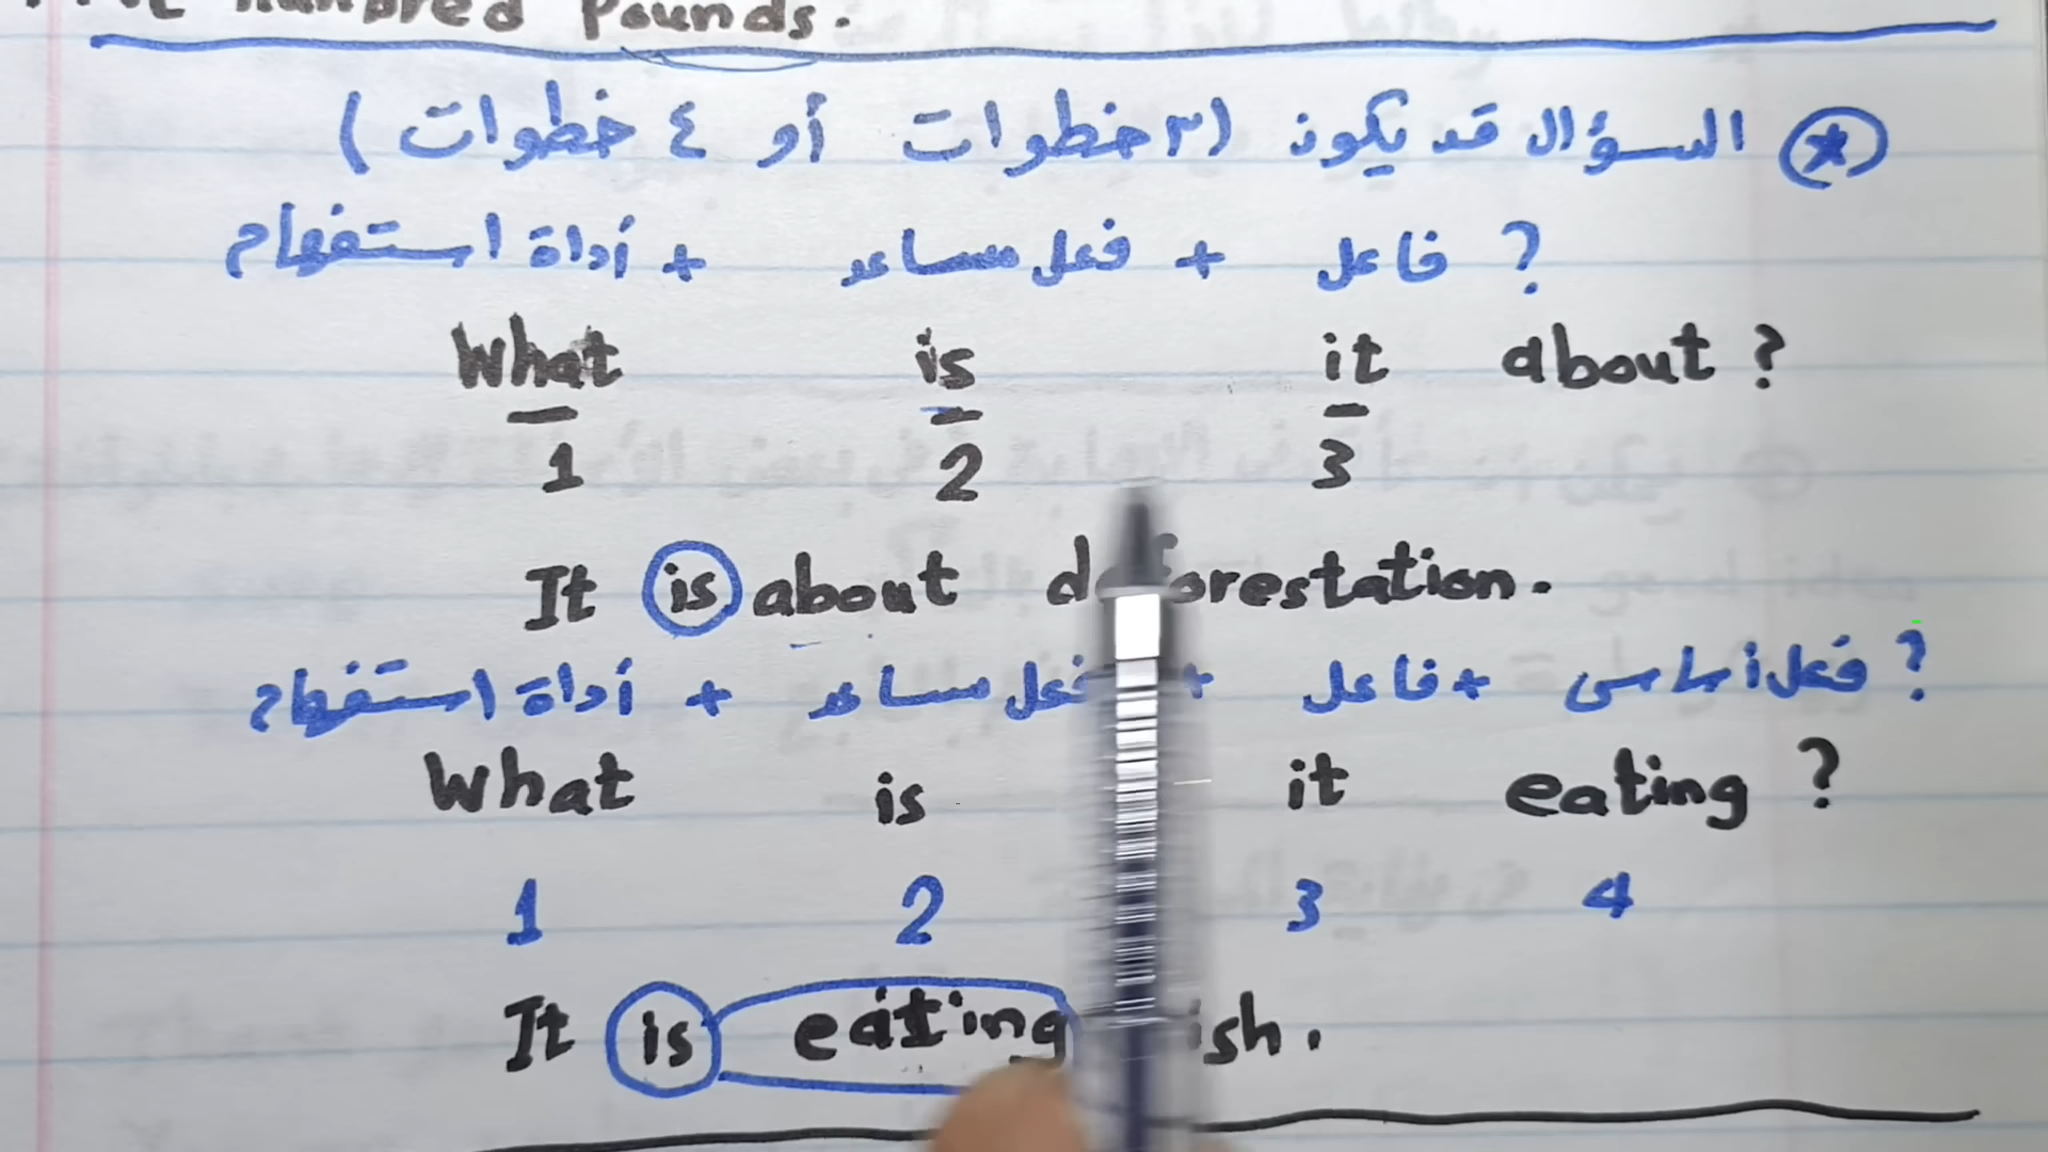 Hundred Pounds.
السؤال قد يكون (٣ خطوات أو ٤ خطوات)
أداة استفهام + فعل مساعد + فاعل ?
What is it about ?
1 2 3
It is about deforestation.
أداة استفهام + فعل مساعد + فاعل + فعل أساسى ?
What is it eating ?
1 2 3 4
It is eating